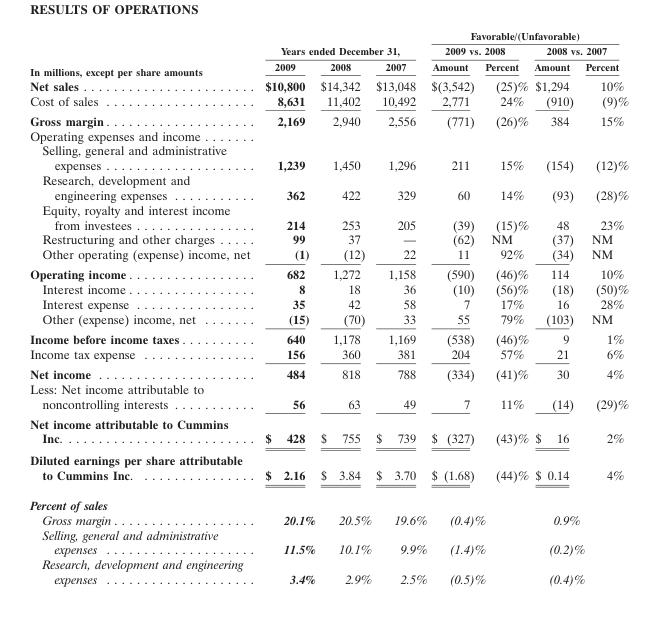 RESULTS OF OPERATIONS
Favorable/(Unfavorable)
Years ended December 31, 2009 vs. 2008 2008 vs. 2007
In millions, except per share amounts 2009 2008 2007 Amount Percent Amount Percent
Net sales . . . . . . . . . . . . . . . . . . . . . . . . $10,800 $14,342 $13,048 $(3,542) (25)% $1,294 10%
Cost of sales . . . . . . . . . . . . . . . . . . . . . 8,631 11,402 10,492 2,771 24% (910) (9)%
Gross margin . . . . . . . . . . . . . . . . . . . . . 2,169 2,940 2,556 (771) (26)% 384 15%
Operating expenses and income . . . . . . .
Selling, general and administrative
expenses . . . . . . . . . . . . . . . . . . . . 1,239 1,450 1,296 211 15% (154) (12)%
Research, development and
engineering expenses . . . . . . . . . . . 362 422 329 60 14% (93) (28)%
Equity, royalty and interest income
from investees . . . . . . . . . . . . . . . . 214 253 205 (39) (15)% 48 23%
Restructuring and other charges . . . . . 99 37 — (62) NM (37) NM
Other operating (expense) income, net (1) (12) 22 11 92% (34) NM
Operating income . . . . . . . . . . . . . . . . . . 682 1,272 1,158 (590) (46)% 114 10%
Interest income . . . . . . . . . . . . . . . . . . 8 18 36 (10) (56)% (18) (50)%
Interest expense . . . . . . . . . . . . . . . . . 35 42 58 7 17% 16 28%
Other (expense) income, net . . . . . . . (15) (70) 33 55 79% (103) NM
Income before income taxes . . . . . . . . . . 640 1,178 1,169 (538) (46)% 9 1%
Income tax expense . . . . . . . . . . . . . . . . 156 360 381 204 57% 21 6%
Net income . . . . . . . . . . . . . . . . . . . . . . 484 818 788 (334) (41)% 30 4%
Less: Net income attributable to
noncontrolling interests . . . . . . . . . . . 56 63 49 7 11% (14) (29)%
Net income attributable to Cummins
Inc. . . . . . . . . . . . . . . . . . . . . . . . . . . . $ 428 $ 755 $ 739 $ (327) (43)% $ 16 2%
Diluted earnings per share attributable
to Cummins Inc. . . . . . . . . . . . . . . . . $ 2.16 $ 3.84 $ 3.70 $ (1.68) (44)% $ 0.14 4%
Percent of sales
Gross margin . . . . . . . . . . . . . . . . . . . . 20.1% 20.5% 19.6% (0.4)% 0.9%
Selling, general and administrative
expenses . . . . . . . . . . . . . . . . . . . . 11.5% 10.1% 9.9% (1.4)% (0.2)%
Research, development and engineering
expenses . . . . . . . . . . . . . . . . . . . . 3.4% 2.9% 2.5% (0.5)% (0.4)%